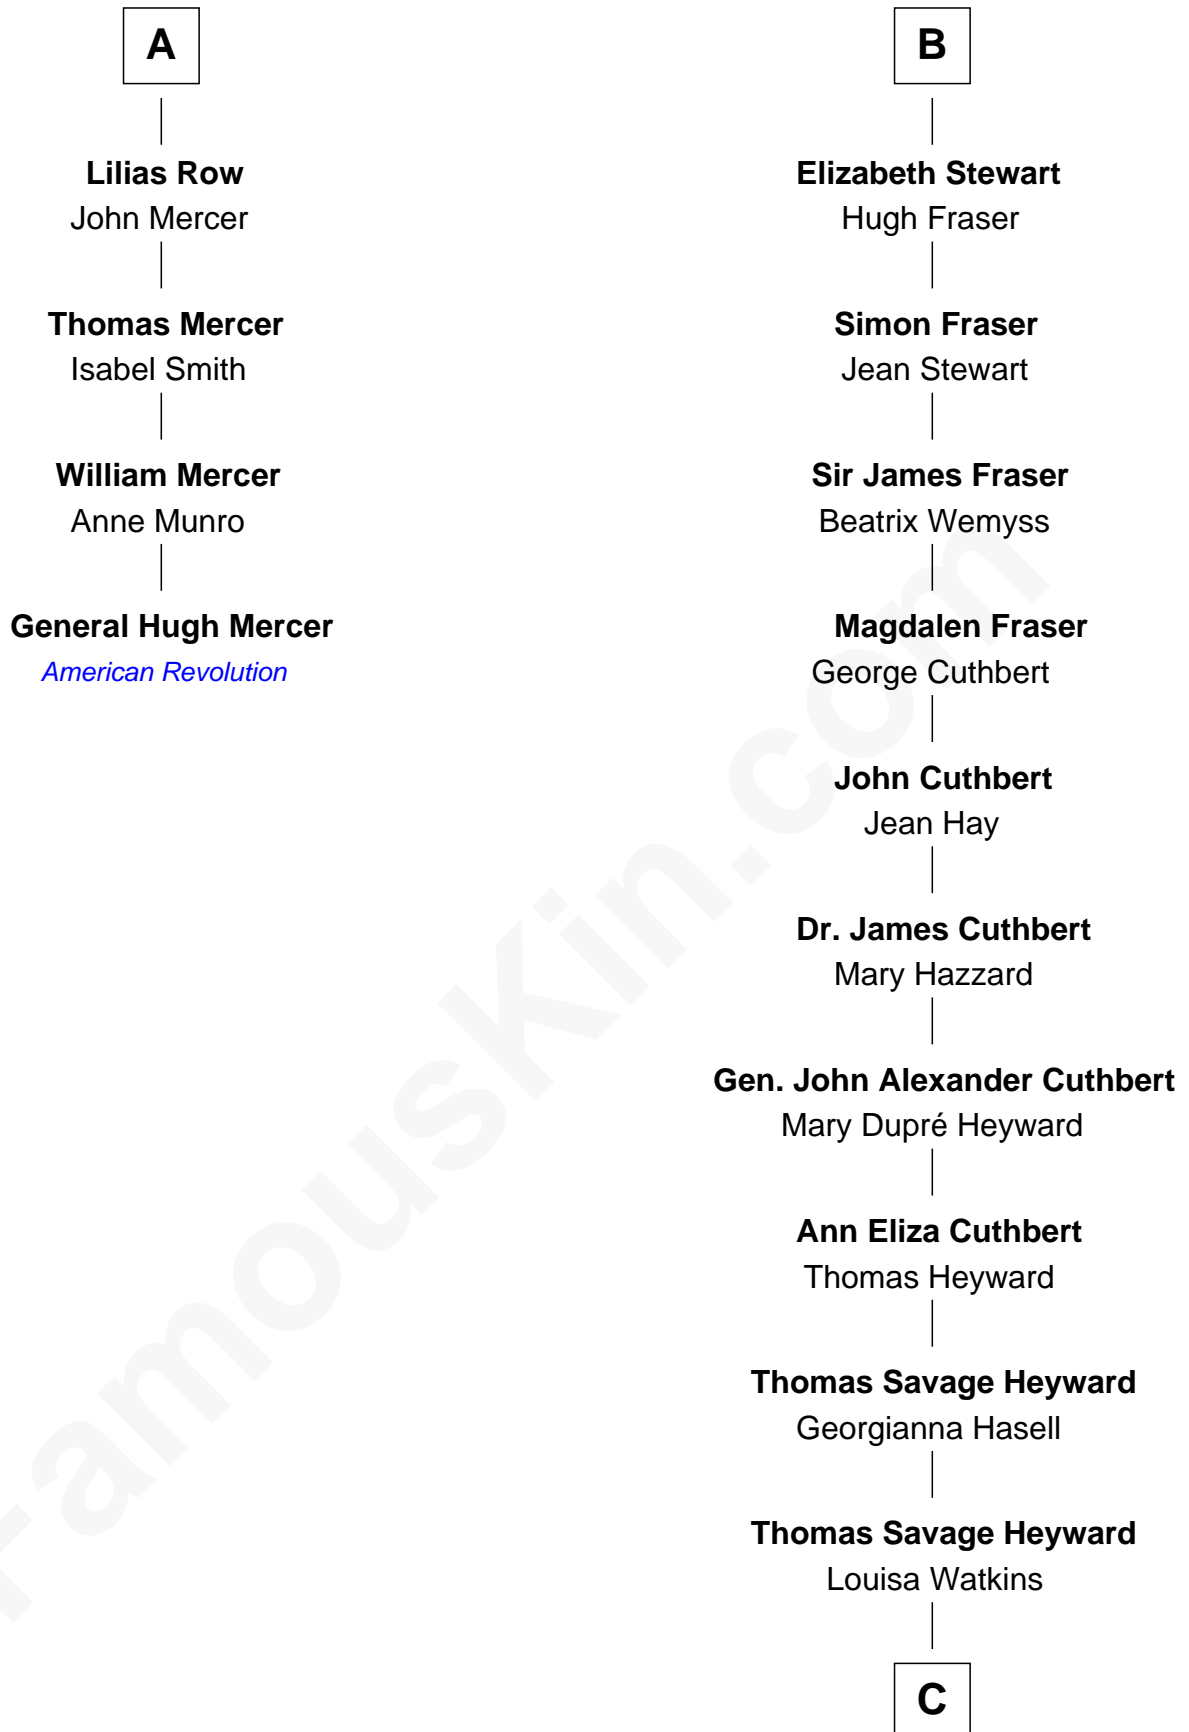 A
Lilias Row
John Mercer
Thomas Mercer
Isabel Smith
William Mercer
Anne Munro
General Hugh Mercer
American Revolution
B
Elizabeth Stewart
Hugh Fraser
Simon Fraser
Jean Stewart
Sir James Fraser
Beatrix Wemyss
Magdalen Fraser
George Cuthbert
John Cuthbert
Jean Hay
Dr. James Cuthbert
Mary Hazzard
Gen. John Alexander Cuthbert
Mary Dupré Heyward
Ann Eliza Cuthbert
Thomas Heyward
Thomas Savage Heyward
Georgianna Hasell
Thomas Savage Heyward
Louisa Watkins
C
FamousKin.com